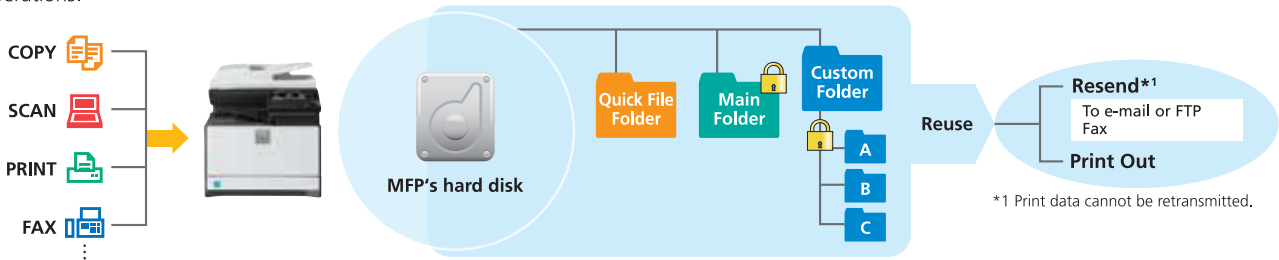 COPY
SCAN
PRINT
FAX
MFP's hard disk
Quick File
Folder
Main
Folder
Custom
Folder
A
B
C
Reuse
Resend*1
To e-mail or FTP
Fax
Print Out
*1 Print data cannot be retransmitted.